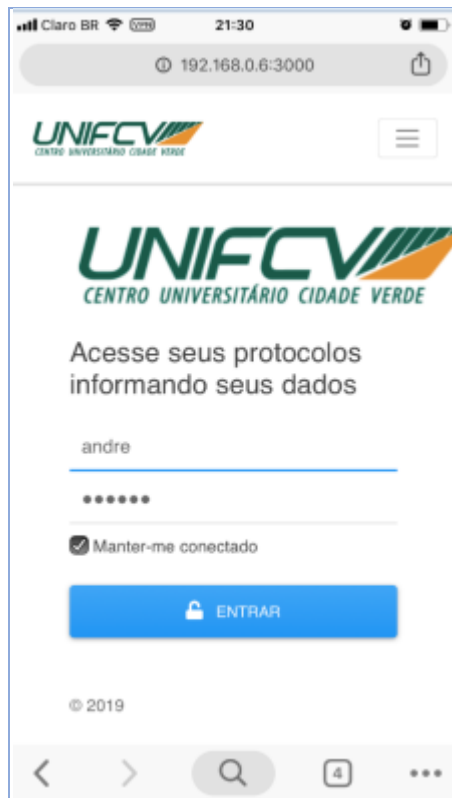 Claro BR VPN 21:30
192.168.0.6:3000
UNIFCV
CENTRO UNIVERSITÁRIO CIDADE VERDE
UNIFCV
CENTRO UNIVERSITÁRIO CIDADE VERDE
Acesse seus protocolos
informando seus dados
andre
••••••
Manter-me conectado
ENTRAR
© 2019
4